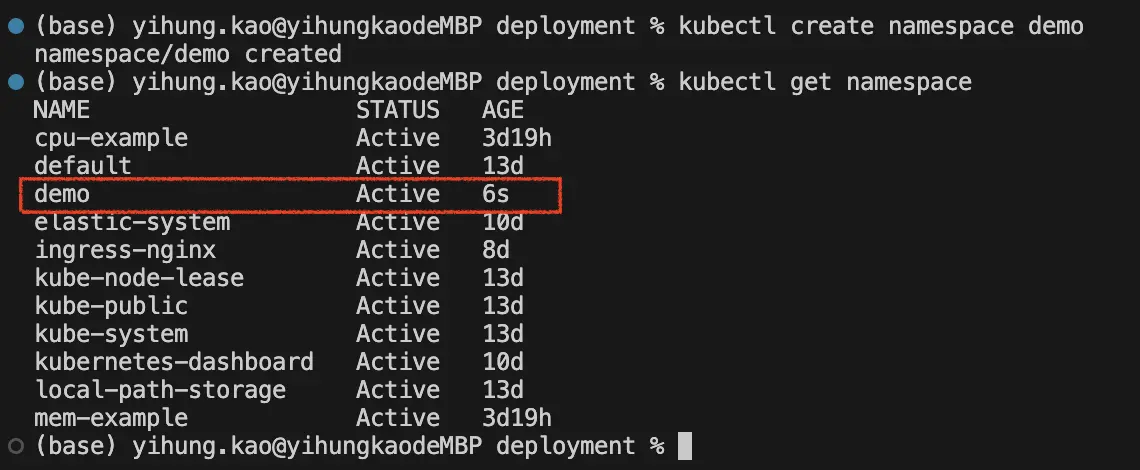 (base) yihung.kao@yihungkaodeMBP deployment % kubectl create namespace demo
namespace/demo created
(base) yihung.kao@yihungkaodeMBP deployment % kubectl get namespace
NAME STATUS AGE
cpu-example Active 3d19h
default Active 13d
demo Active 6s
elastic-system Active 10d
ingress-nginx Active 8d
kube-node-lease Active 13d
kube-public Active 13d
kube-system Active 13d
kubernetes-dashboard Active 10d
local-path-storage Active 13d
mem-example Active 3d19h
(base) yihung.kao@yihungkaodeMBP deployment %